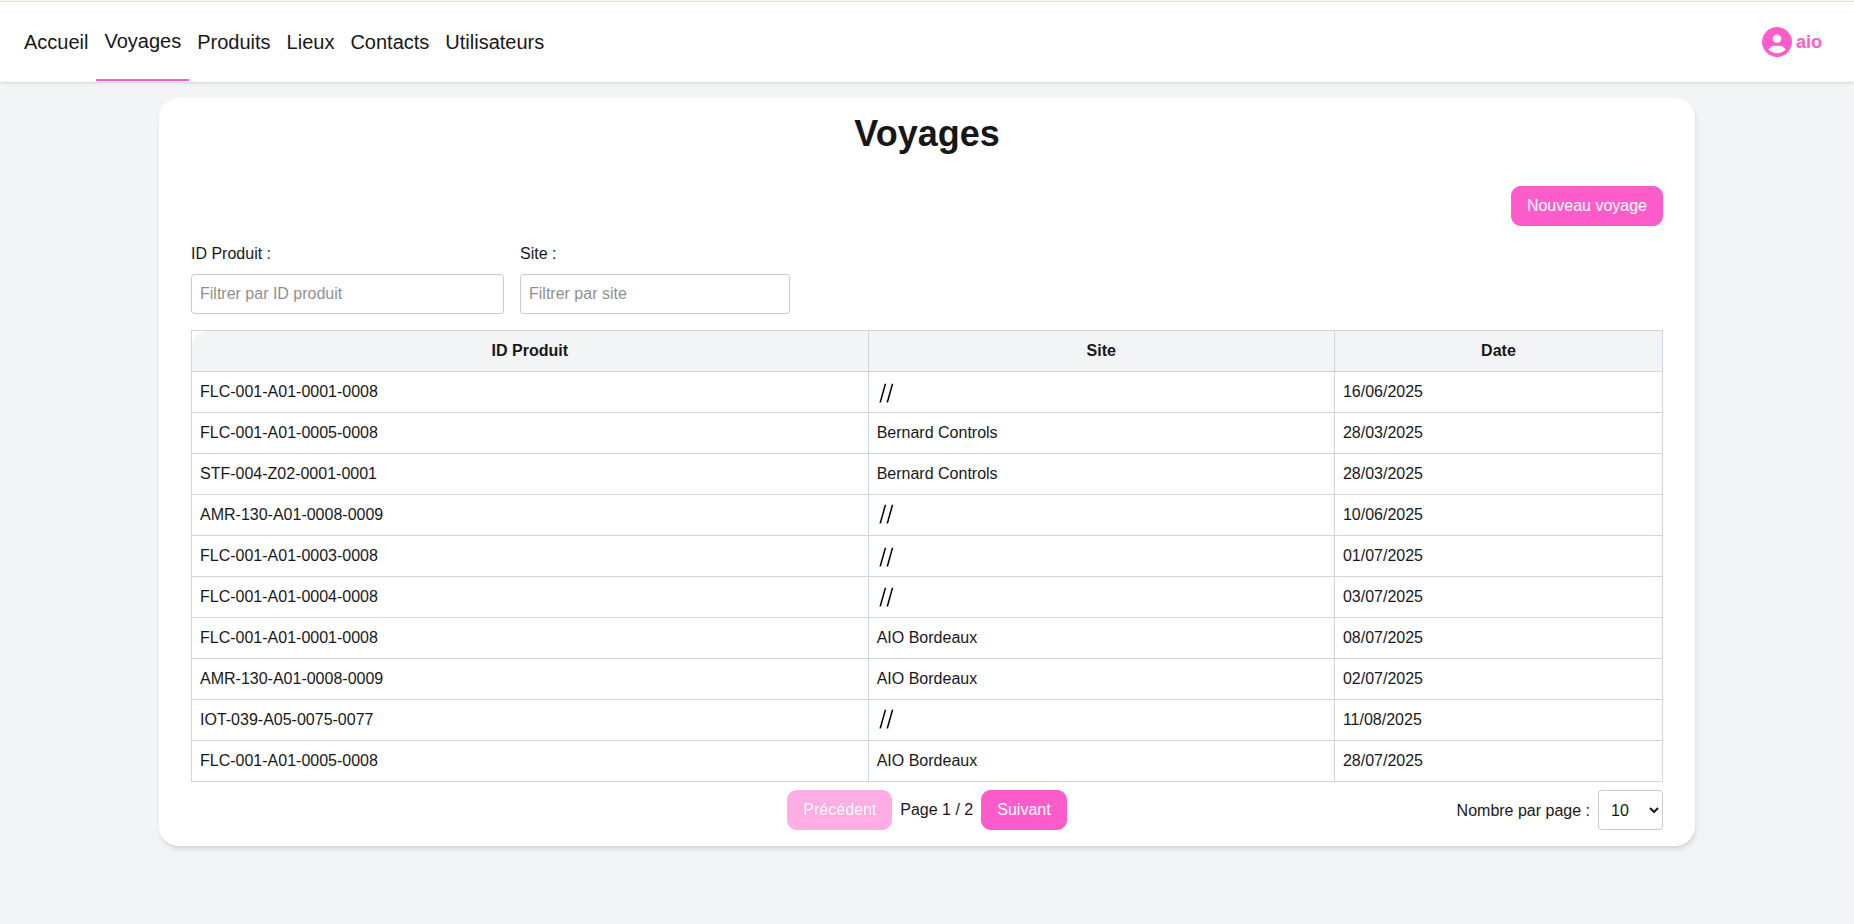 Accueil Voyages Produits Lieux Contacts Utilisateurs aio
Voyages
Nouveau voyage
ID Produit : Site :
Filtrer par ID produit Filtrer par site
ID Produit Site Date
FLC-001-A01-0001-0008 // 16/06/2025
FLC-001-A01-0005-0008 Bernard Controls 28/03/2025
STF-004-Z02-0001-0001 Bernard Controls 28/03/2025
AMR-130-A01-0008-0009 // 10/06/2025
FLC-001-A01-0003-0008 // 01/07/2025
FLC-001-A01-0004-0008 // 03/07/2025
FLC-001-A01-0001-0008 AIO Bordeaux 08/07/2025
AMR-130-A01-0008-0009 AIO Bordeaux 02/07/2025
IOT-039-A05-0075-0077 // 11/08/2025
FLC-001-A01-0005-0008 AIO Bordeaux 28/07/2025
Précédent Page 1 / 2 Suivant Nombre par page : 10